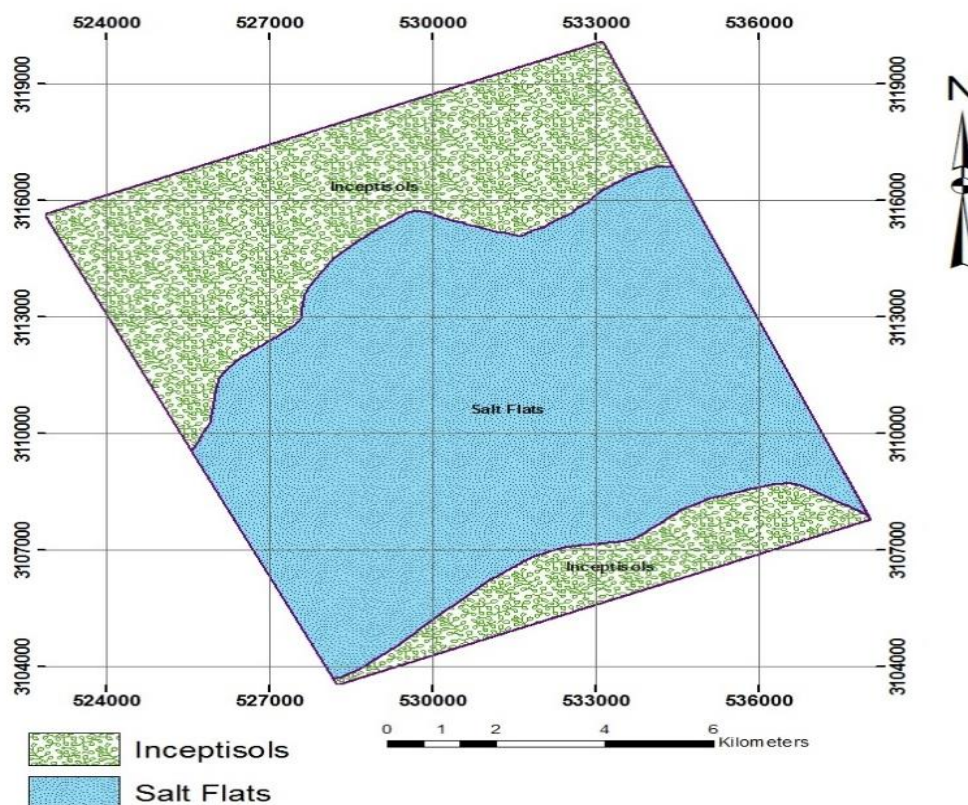 524000 527000 530000 533000 536000
N
3119000 3119000
Inceptisols
3116000 3116000
3113000 3113000
Salt Flats
3110000 3110000
3107000 3107000
Inceptisols
3104000 3104000
524000 527000 530000 533000 536000
0 1 2 4 6
Kilometers
Inceptisols
Salt Flats